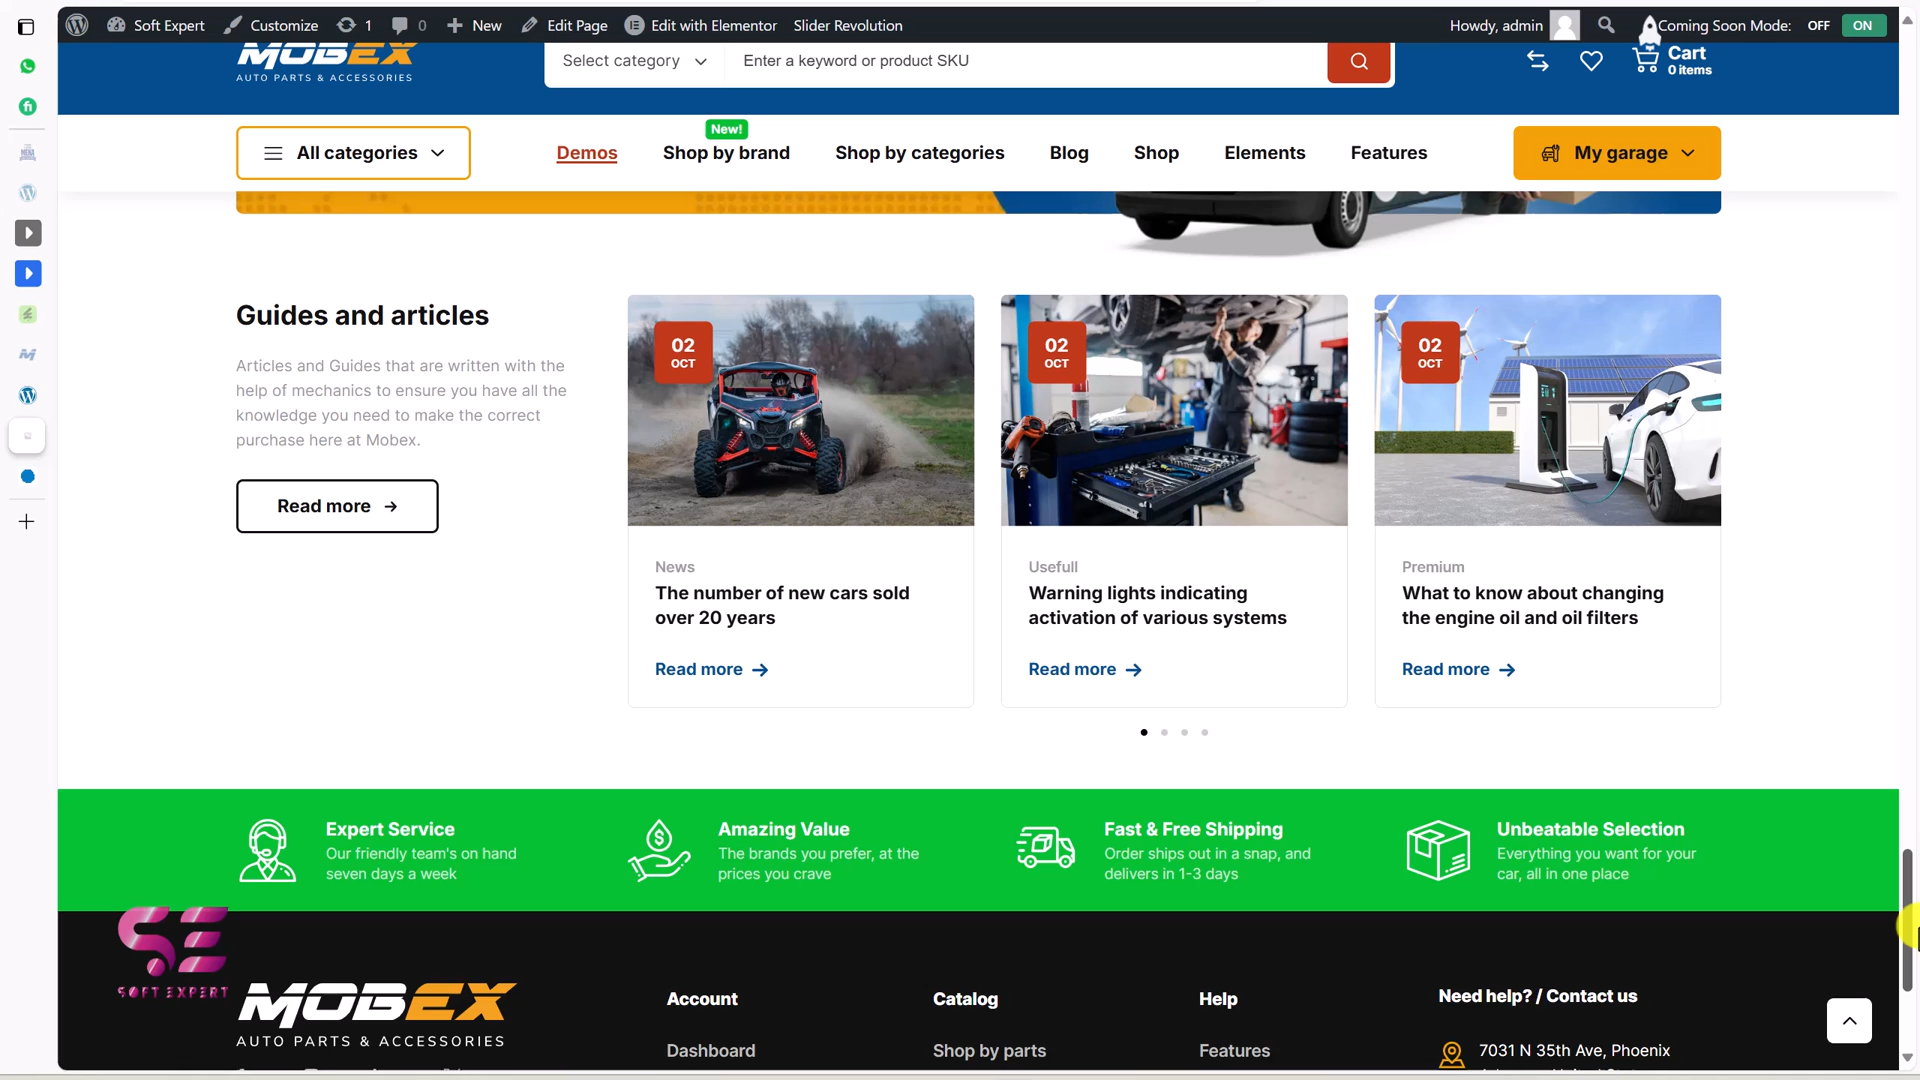 Soft Expert
Customize
1
0
New
Edit Page
Edit with Elementor
Slider Revolution
Howdy, admin
Coming Soon Mode:
OFF
ON
MOBEX
AUTO PARTS & ACCESSORIES
Select category
Enter a keyword or product SKU
Cart
0 items
All categories
Demos
New!
Shop by brand
Shop by categories
Blog
Shop
Elements
Features
My garage
Guides and articles
Articles and Guides that are written with the
help of mechanics to ensure you have all the
knowledge you need to make the correct
purchase here at Mobex.
Read more
02
OCT
News
The number of new cars sold
over 20 years
Read more
02
OCT
Usefull
Warning lights indicating
activation of various systems
Read more
02
OCT
Premium
What to know about changing
the engine oil and oil filters
Read more
Expert Service
Our friendly team's on hand
seven days a week
Amazing Value
The brands you prefer, at the
prices you crave
Fast & Free Shipping
Order ships out in a snap, and
delivers in 1-3 days
Unbeatable Selection
Everything you want for your
car, all in one place
SE
SOFT EXPERT
MOBEX
AUTO PARTS & ACCESSORIES
Account
Dashboard
Catalog
Shop by parts
Help
Features
Need help? / Contact us
7031 N 35th Ave, Phoenix